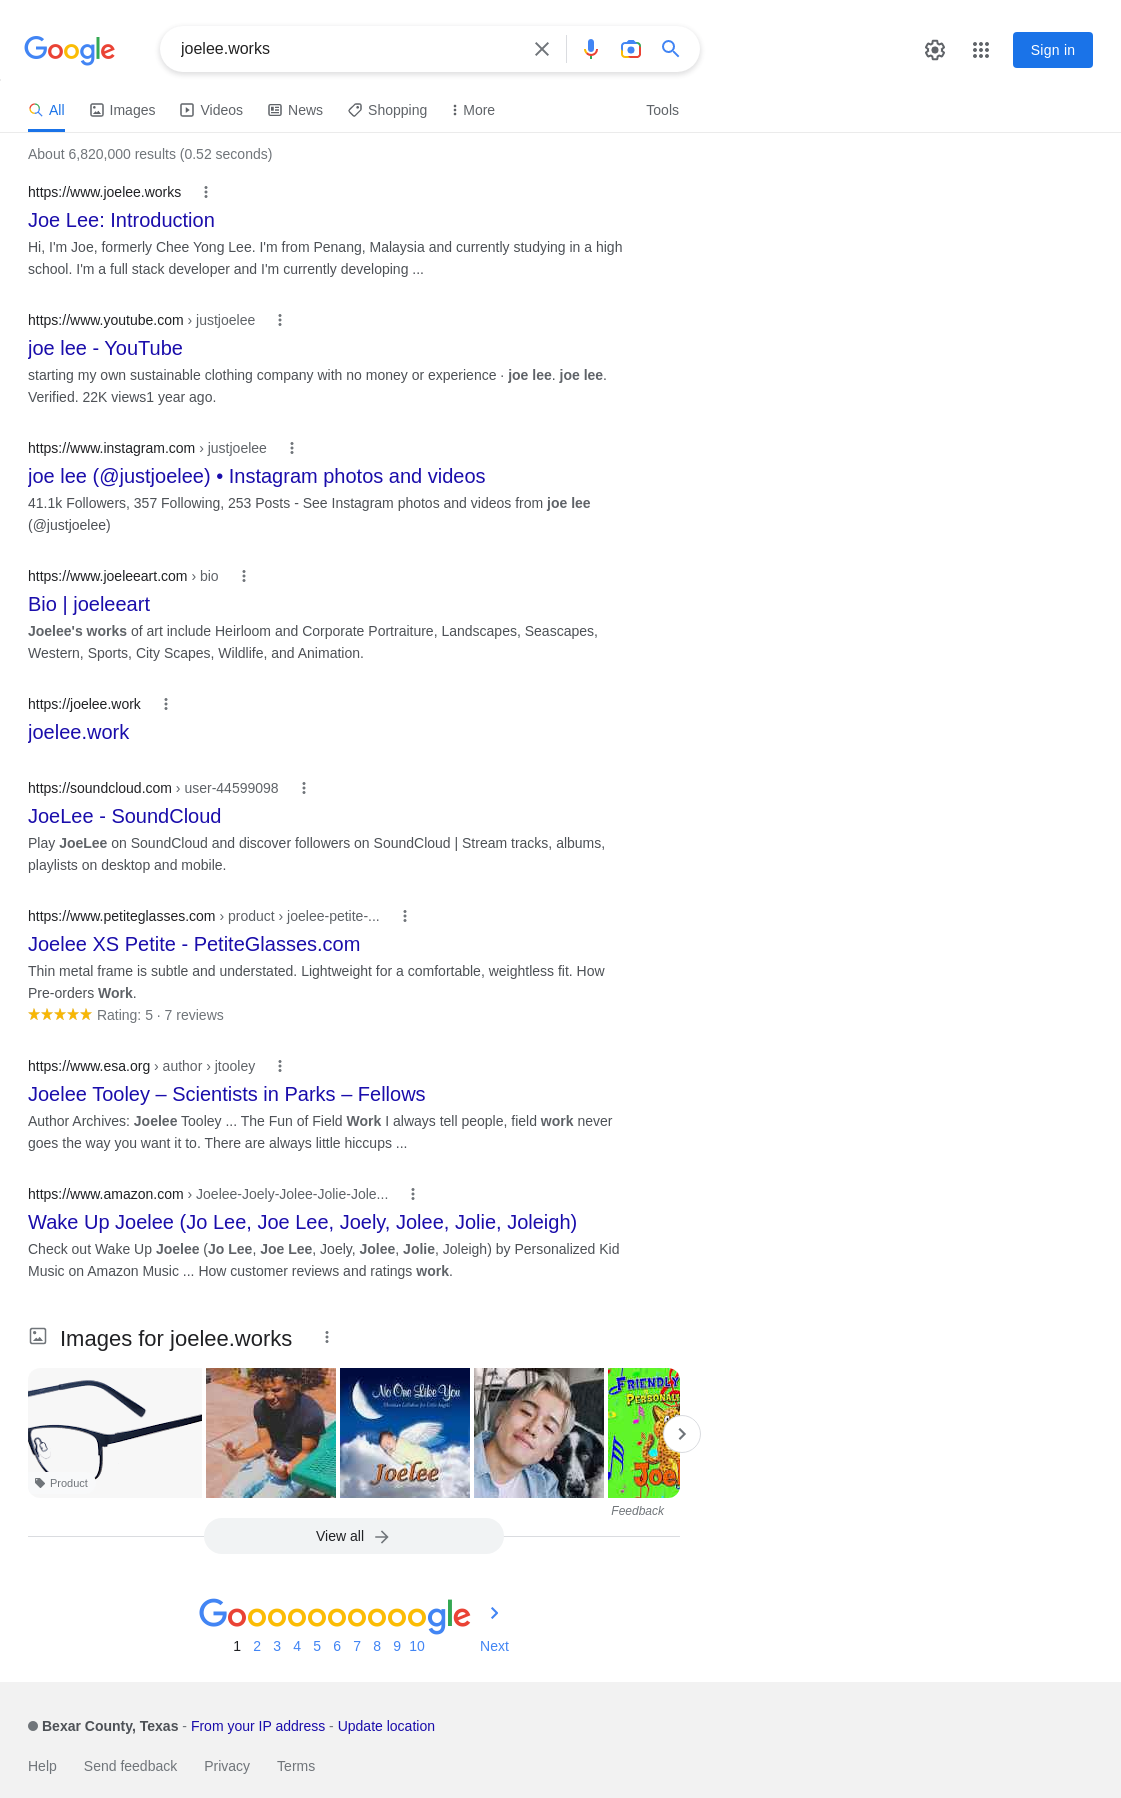 Google
joelee.works
Sign in
All Images Videos News Shopping More Tools
About 6,820,000 results (0.52 seconds)
https://www.joelee.works
Joe Lee: Introduction
Hi, I'm Joe, formerly Chee Yong Lee. I'm from Penang, Malaysia and currently studying in a high
school. I'm a full stack developer and I'm currently developing ...
https://www.youtube.com › justjoelee
joe lee - YouTube
starting my own sustainable clothing company with no money or experience · joe lee. joe lee.
Verified. 22K views1 year ago.
https://www.instagram.com › justjoelee
joe lee (@justjoelee) • Instagram photos and videos
41.1k Followers, 357 Following, 253 Posts - See Instagram photos and videos from joe lee
(@justjoelee)
https://www.joeleeart.com › bio
Bio | joeleeart
Joelee's works of art include Heirloom and Corporate Portraiture, Landscapes, Seascapes,
Western, Sports, City Scapes, Wildlife, and Animation.
https://joelee.work
joelee.work
https://soundcloud.com › user-44599098
JoeLee - SoundCloud
Play JoeLee on SoundCloud and discover followers on SoundCloud | Stream tracks, albums,
playlists on desktop and mobile.
https://www.petiteglasses.com › product › joelee-petite-...
Joelee XS Petite - PetiteGlasses.com
Thin metal frame is subtle and understated. Lightweight for a comfortable, weightless fit. How
Pre-orders Work.
Rating: 5 · 7 reviews
https://www.esa.org › author › jtooley
Joelee Tooley – Scientists in Parks – Fellows
Author Archives: Joelee Tooley ... The Fun of Field Work I always tell people, field work never
goes the way you want it to. There are always little hiccups ...
https://www.amazon.com › Joelee-Joely-Jolee-Jolie-Jole...
Wake Up Joelee (Jo Lee, Joe Lee, Joely, Jolee, Jolie, Joleigh)
Check out Wake Up Joelee (Jo Lee, Joe Lee, Joely, Jolee, Jolie, Joleigh) by Personalized Kid
Music on Amazon Music ... How customer reviews and ratings work.
Images for joelee.works
Product
No One Like You
Christian Lullabies for Little Angels
Joelee
FRIENDLY
PERSONAL
Joe
Feedback
View all
Goooooooooogle
1 2 3 4 5 6 7 8 9 10 Next
Bexar County, Texas - From your IP address - Update location
Help Send feedback Privacy Terms